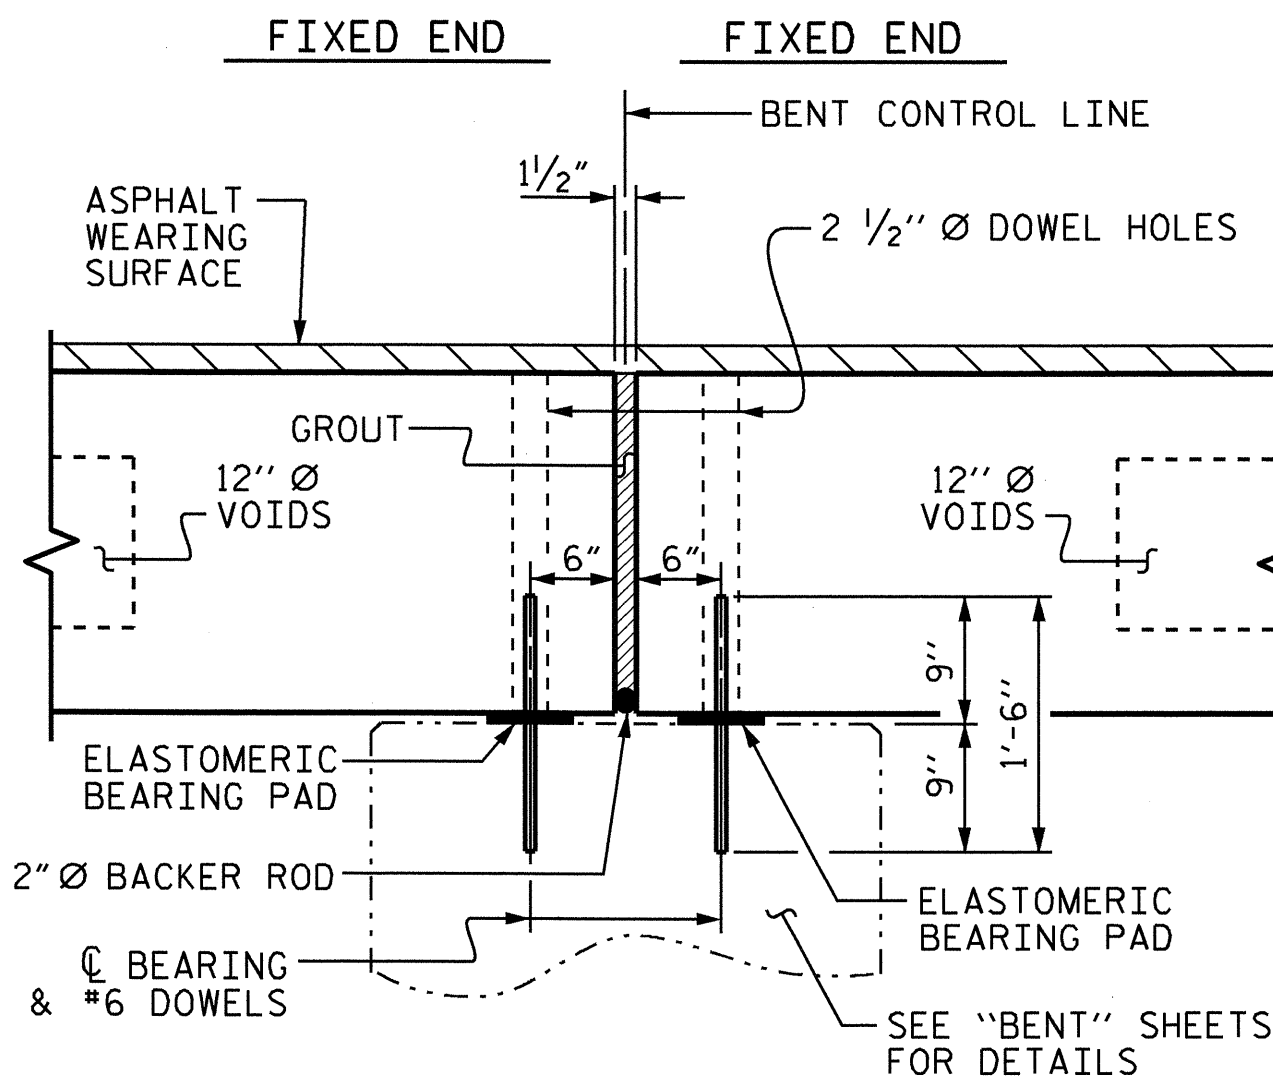 FIXED END
FIXED END
BENT CONTROL LINE
1 1/2"
ASPHALT
WEARING
SURFACE
2 1/2'' Ø DOWEL HOLES
GROUT
12'' Ø
VOIDS
12'' Ø
VOIDS
6"
6"
9''
1'-6''
9''
ELASTOMERIC
BEARING PAD
2" Ø BACKER ROD
ELASTOMERIC
BEARING PAD
℄ BEARING
& #6 DOWELS
SEE "BENT" SHEETS
FOR DETAILS